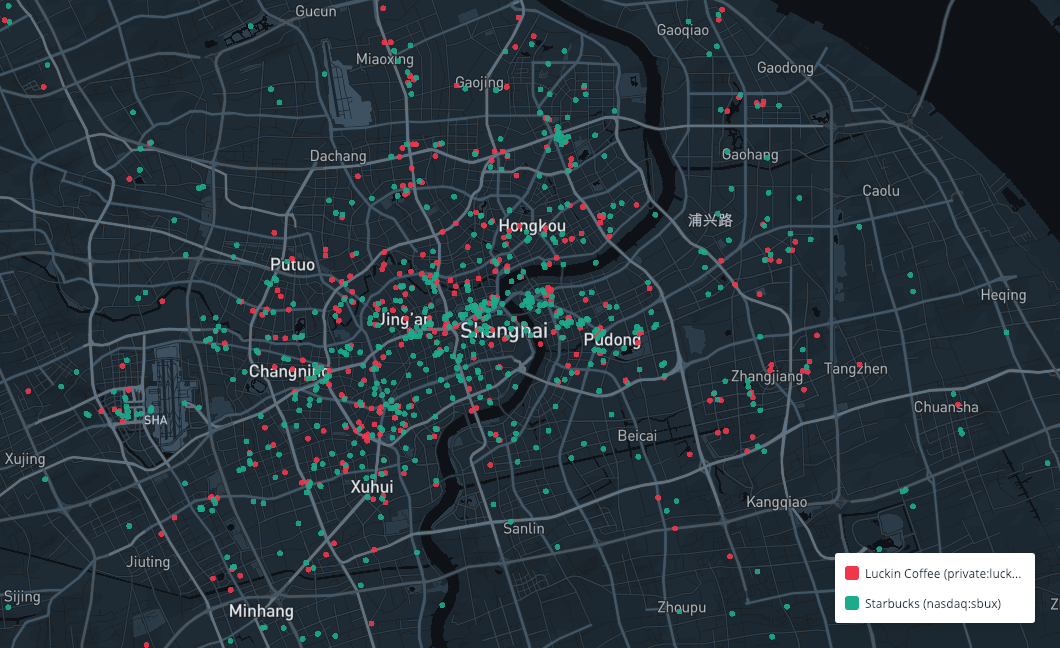 Gucun
Gaoqiao
Miaoxing
Gaojing
Gaodong
Dachang
Gaohang
Caolu
浦兴路
Hongkou
Putuo
Heqing
Jing'an
Shanghai
Pudong
Changning
Zhangjiang
Tangzhen
Chuansha
SHA
Beicai
Xujing
Xuhui
Kangqiao
Sanlin
Jiuting
Luckin Coffee (private:luck...
Sijing
Starbucks (nasdaq:sbux)
Minhang
Zhoupu
Z